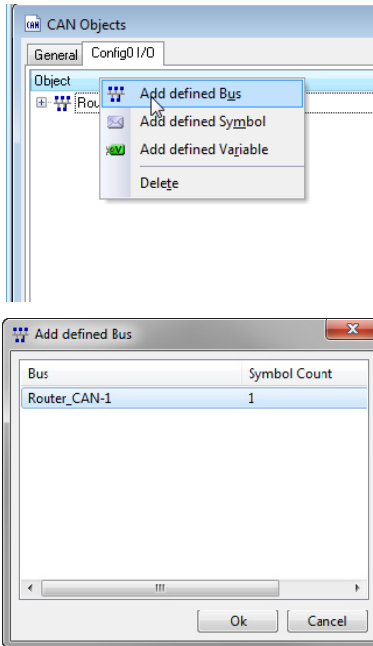 CAN Objects
General Config0 I/O
Object
Rou
Add defined Bus
Add defined Symbol
Add defined Variable
Delete
Add defined Bus
Bus Symbol Count
Router_CAN-1 1
Ok Cancel